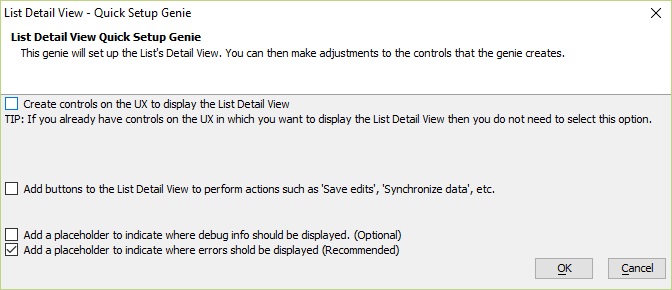 List Detail View - Quick Setup Genie
List Detail View Quick Setup Genie
This genie will set up the List's Detail View. You can then make adjustments to the controls that the genie creates.
Create controls on the UX to display the List Detail View
TIP: If you already have controls on the UX in which you want to display the List Detail View then you do not need to select this option.
Add buttons to the List Detail View to perform actions such as 'Save edits', 'Synchronize data', etc.
Add a placeholder to indicate where debug info should be displayed. (Optional)
Add a placeholder to indicate where errors shold be displayed (Recommended)
OK
Cancel